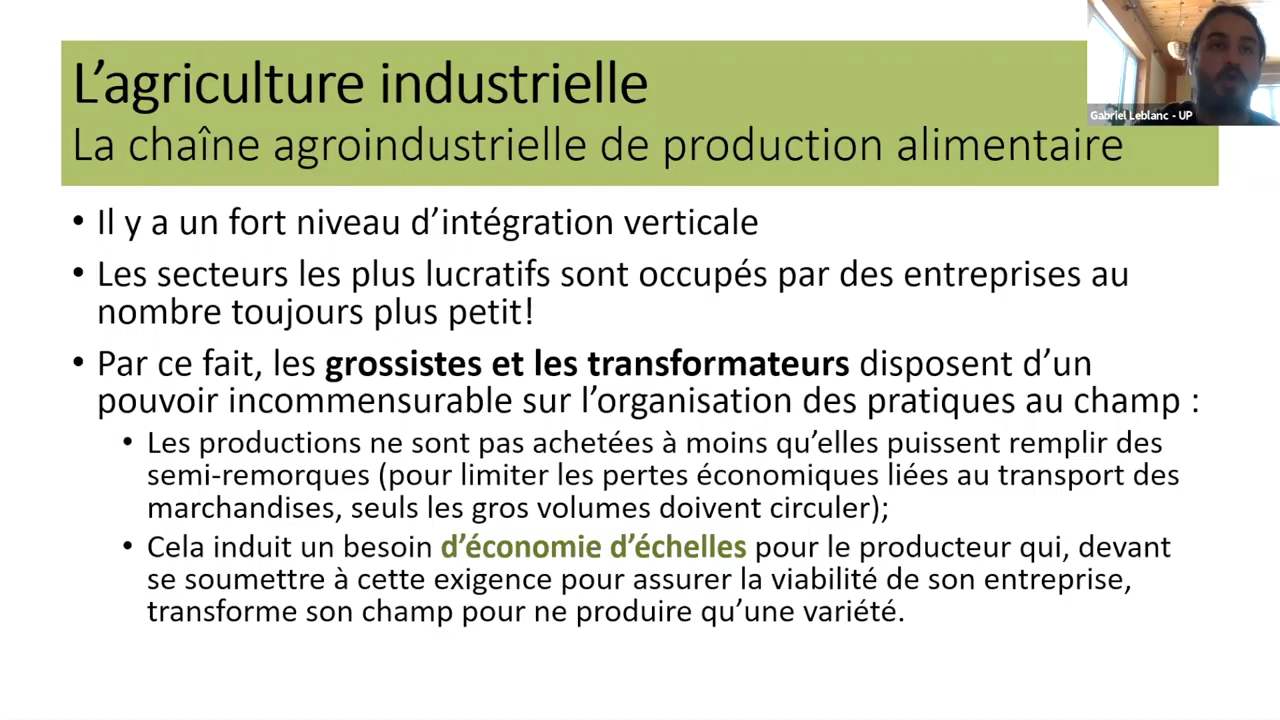 L’agriculture industrielle
La chaîne agroindustrielle de production alimentaire
Gabriel Leblanc - UP
• Il y a un fort niveau d’intégration verticale
• Les secteurs les plus lucratifs sont occupés par des entreprises au
nombre toujours plus petit!
• Par ce fait, les grossistes et les transformateurs disposent d’un
pouvoir incommensurable sur l’organisation des pratiques au champ :
• Les productions ne sont pas achetées à moins qu’elles puissent remplir des
semi-remorques (pour limiter les pertes économiques liées au transport des
marchandises, seuls les gros volumes doivent circuler);
• Cela induit un besoin d’économie d’échelles pour le producteur qui, devant
se soumettre à cette exigence pour assurer la viabilité de son entreprise,
transforme son champ pour ne produire qu’une variété.